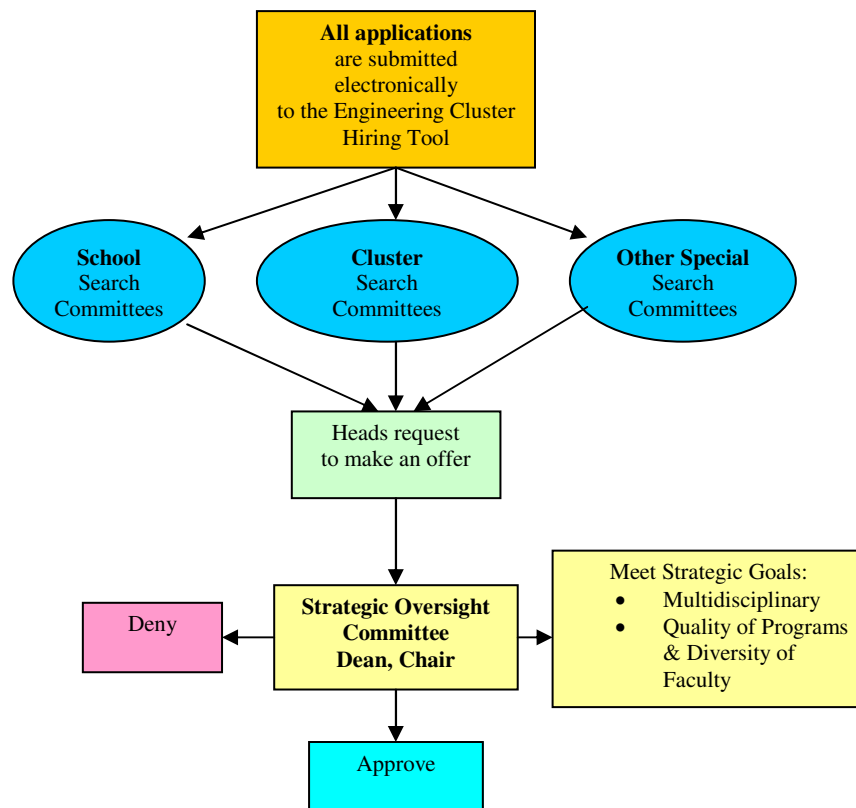 All applications
are submitted
electronically
to the Engineering Cluster
Hiring Tool
School
Search
Committees
Cluster
Search
Committees
Other Special
Search
Committees
Heads request
to make an offer
Deny
Strategic Oversight
Committee
Dean, Chair
Meet Strategic Goals:
• Multidisciplinary
• Quality of Programs
& Diversity of
Faculty
Approve